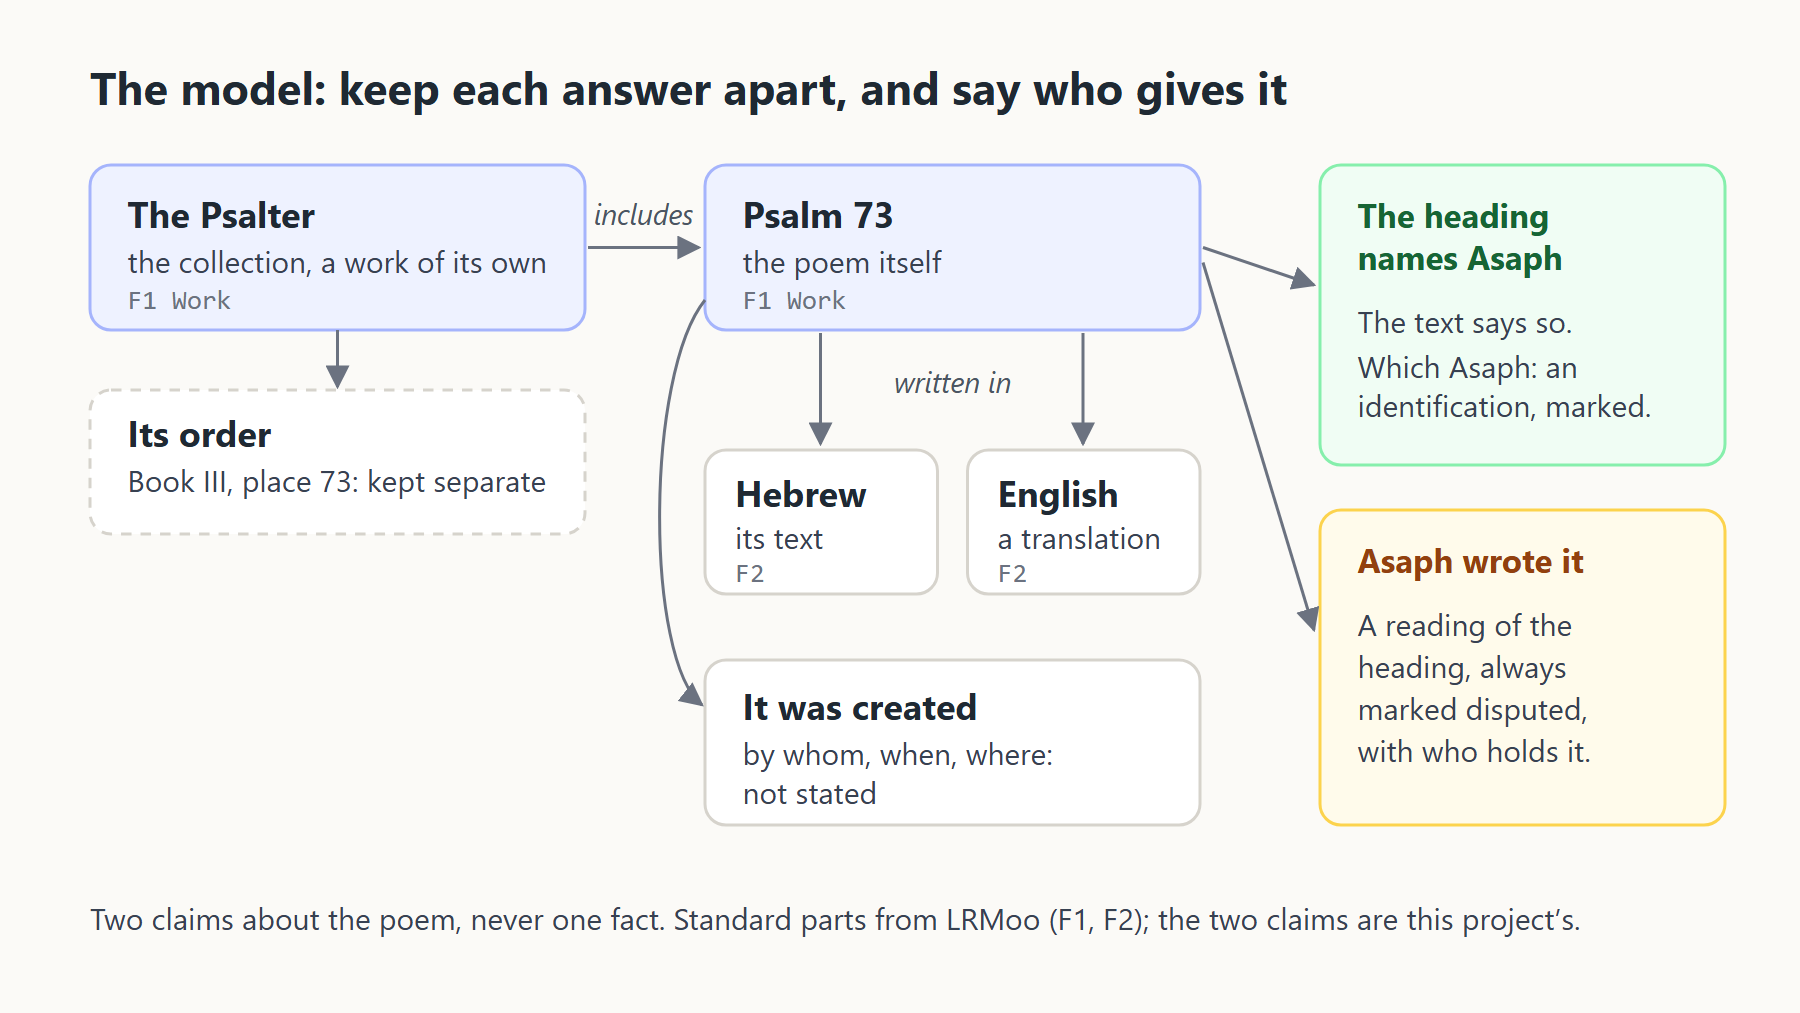 The model: keep each answer apart, and say who gives it
The Psalter
the collection, a work of its own
F1 Work
includes
Psalm 73
the poem itself
F1 Work
The heading
names Asaph
The text says so.
Which Asaph: an
identification, marked.
Its order
Book III, place 73: kept separate
written in
Hebrew
its text
F2
English
a translation
F2
Asaph wrote it
A reading of the
heading, always
marked disputed,
with who holds it.
It was created
by whom, when, where:
not stated
Two claims about the poem, never one fact. Standard parts from LRMoo (F1, F2); the two claims are this project’s.